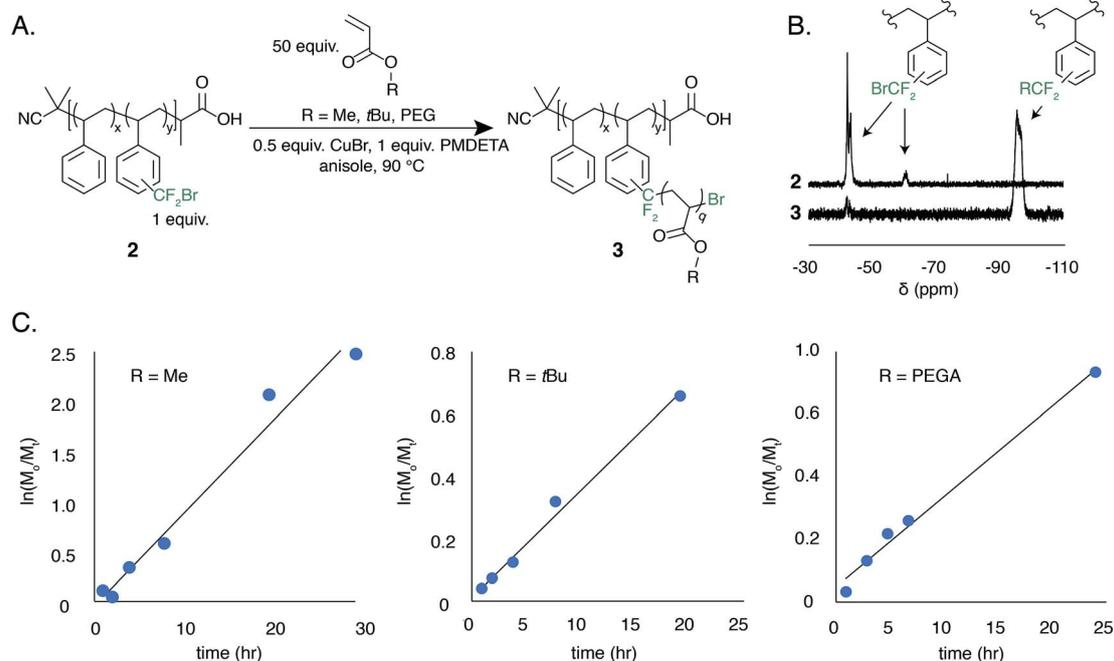 A.
50 equiv.
O
O
R
R = Me, tBu, PEG
0.5 equiv. CuBr, 1 equiv. PMDETA
anisole, 90 °C
NC
x
y
O
OH
CF₂Br
1 equiv.
2
NC
x
y
O
OH
C
F₂
q
Br
O
O
R
3
B.
BrCF₂
RCF₂
2
3
-30 -50 -70 -90 -110
δ (ppm)
C.
R = Me
ln(Mₒ/Mₜ)
2.5
2.0
1.5
1.0
0.5
0
0 10 20 30
time (hr)
R = tBu
ln(Mₒ/Mₜ)
0.8
0.6
0.4
0.2
0
0 5 10 15 20 25
time (hr)
R = PEGA
ln(Mₒ/Mₜ)
1.0
0.6
0.4
0.2
0
0 5 10 15 20 25
time (hr)